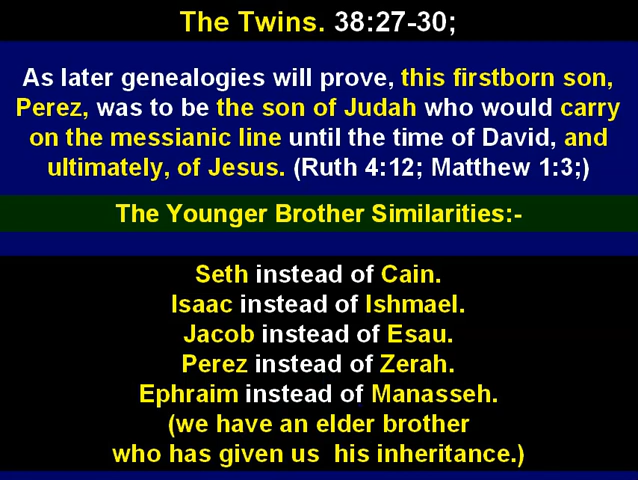 The Twins. 38:27-30;
As later genealogies will prove, this firstborn son,
Perez, was to be the son of Judah who would carry
on the messianic line until the time of David, and
ultimately, of Jesus. (Ruth 4:12; Matthew 1:3;)
The Younger Brother Similarities:-
Seth instead of Cain.
Isaac instead of Ishmael.
Jacob instead of Esau.
Perez instead of Zerah.
Ephraim instead of Manasseh.
(we have an elder brother
who has given us his inheritance.)